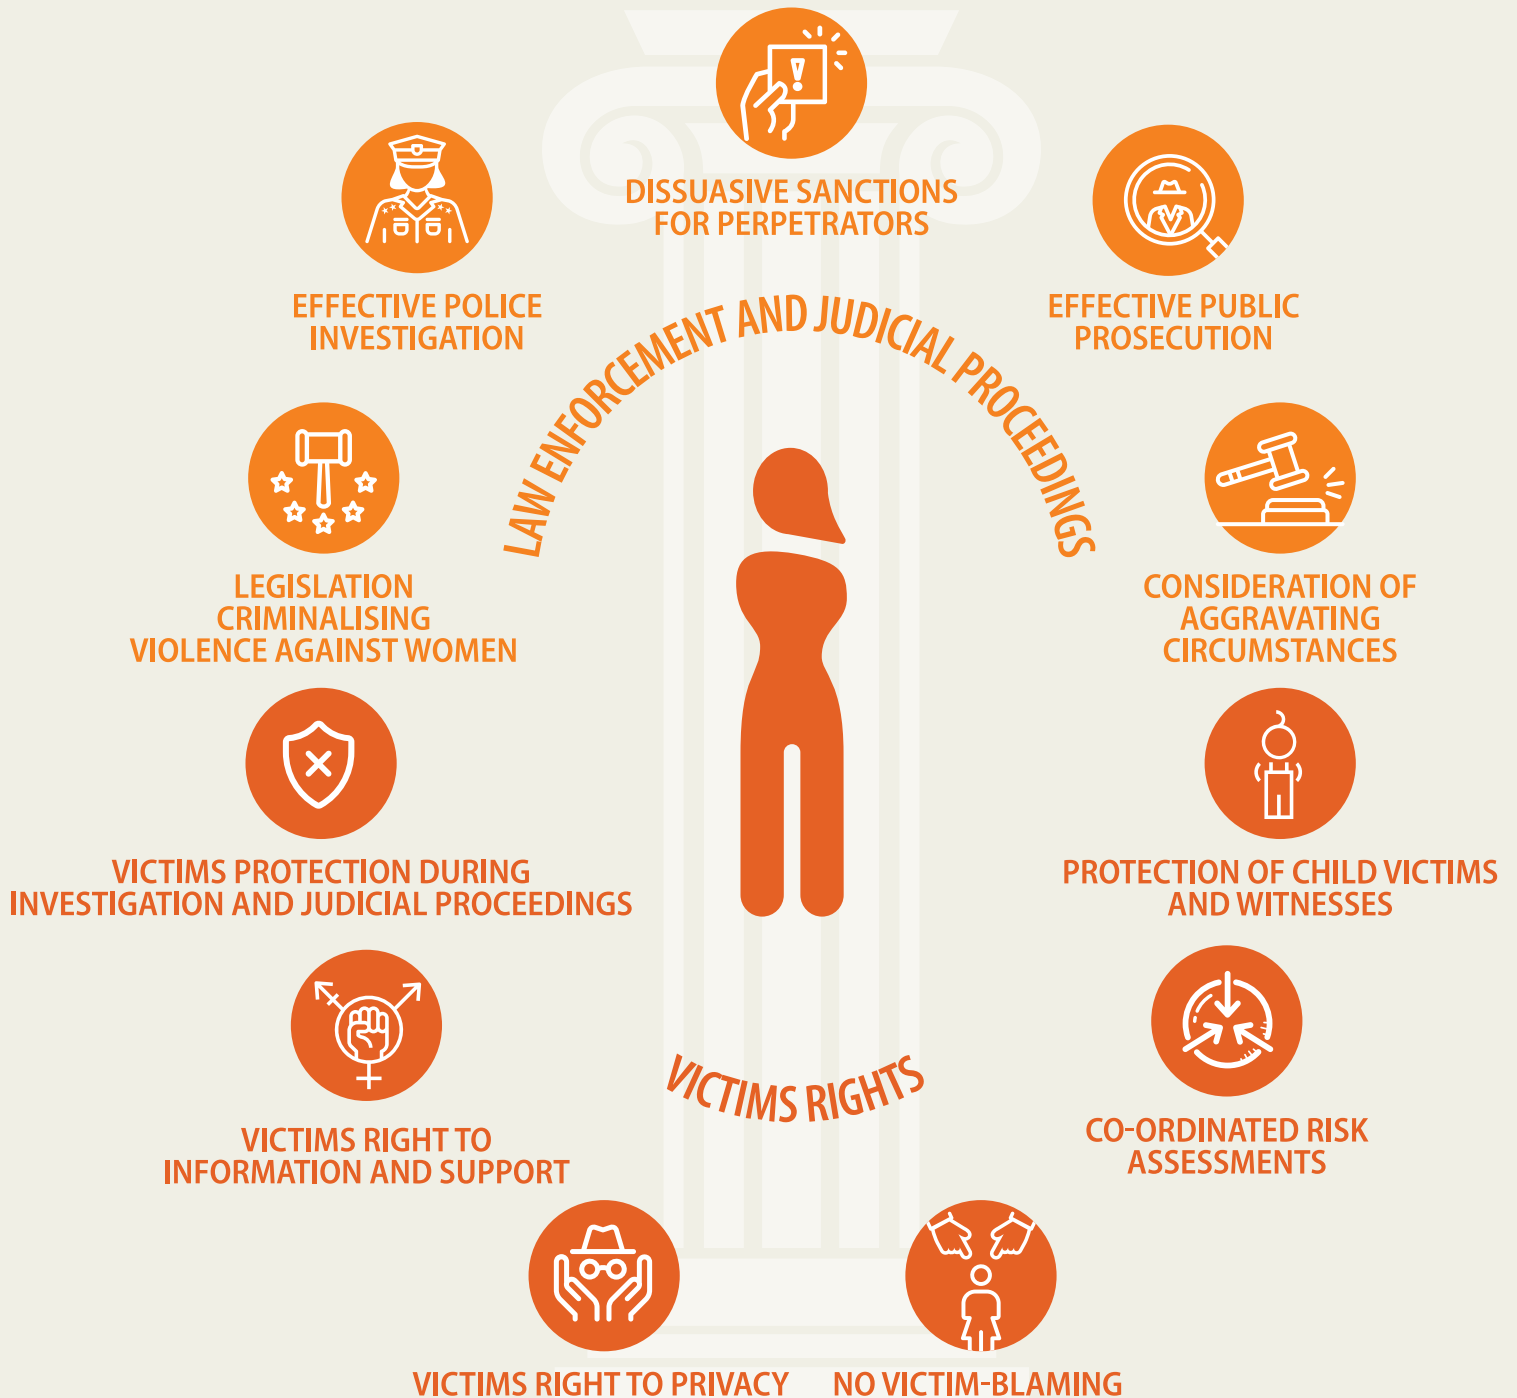 DISSUASIVE SANCTIONS
FOR PERPETRATORS
EFFECTIVE POLICE
INVESTIGATION
EFFECTIVE PUBLIC
PROSECUTION
LAW ENFORCEMENT AND JUDICIAL PROCEEDINGS
LEGISLATION
CRIMINALISING
VIOLENCE AGAINST WOMEN
CONSIDERATION OF
AGGRAVATING
CIRCUMSTANCES
VICTIMS PROTECTION DURING
INVESTIGATION AND JUDICIAL PROCEEDINGS
PROTECTION OF CHILD VICTIMS
AND WITNESSES
VICTIMS RIGHTS
VICTIMS RIGHT TO
INFORMATION AND SUPPORT
CO-ORDINATED RISK
ASSESSMENTS
VICTIMS RIGHT TO PRIVACY
NO VICTIM-BLAMING